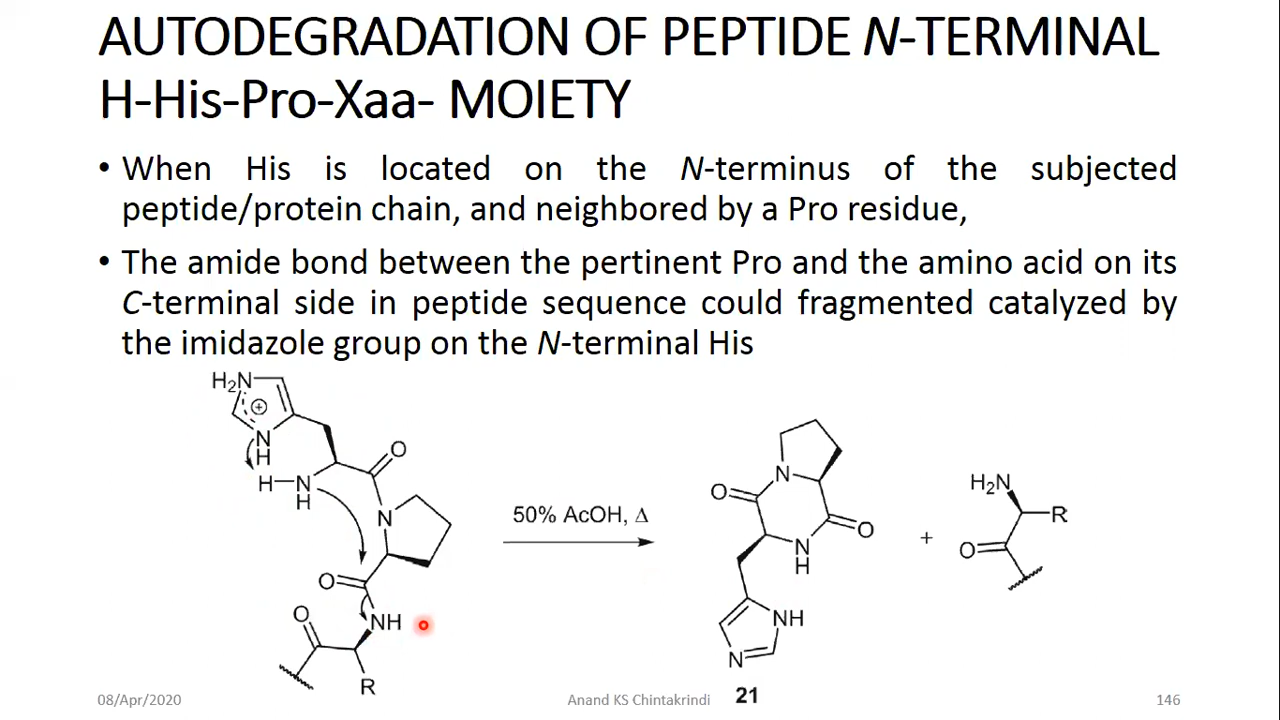 AUTODEGRADATION OF PEPTIDE N-TERMINAL
H-His-Pro-Xaa- MOIETY
• When His is located on the N-terminus of the subjected
peptide/protein chain, and neighbored by a Pro residue,
• The amide bond between the pertinent Pro and the amino acid on its
C-terminal side in peptide sequence could fragmented catalyzed by
the imidazole group on the N-terminal His
H₂N
+
N
H
O
H
N
H
N
O
NH
O
R
50% AcOH, Δ
N
O
O
N
H
NH
N
+
H₂N
R
O
08/Apr/2020
Anand KS Chintakrindi
21
146